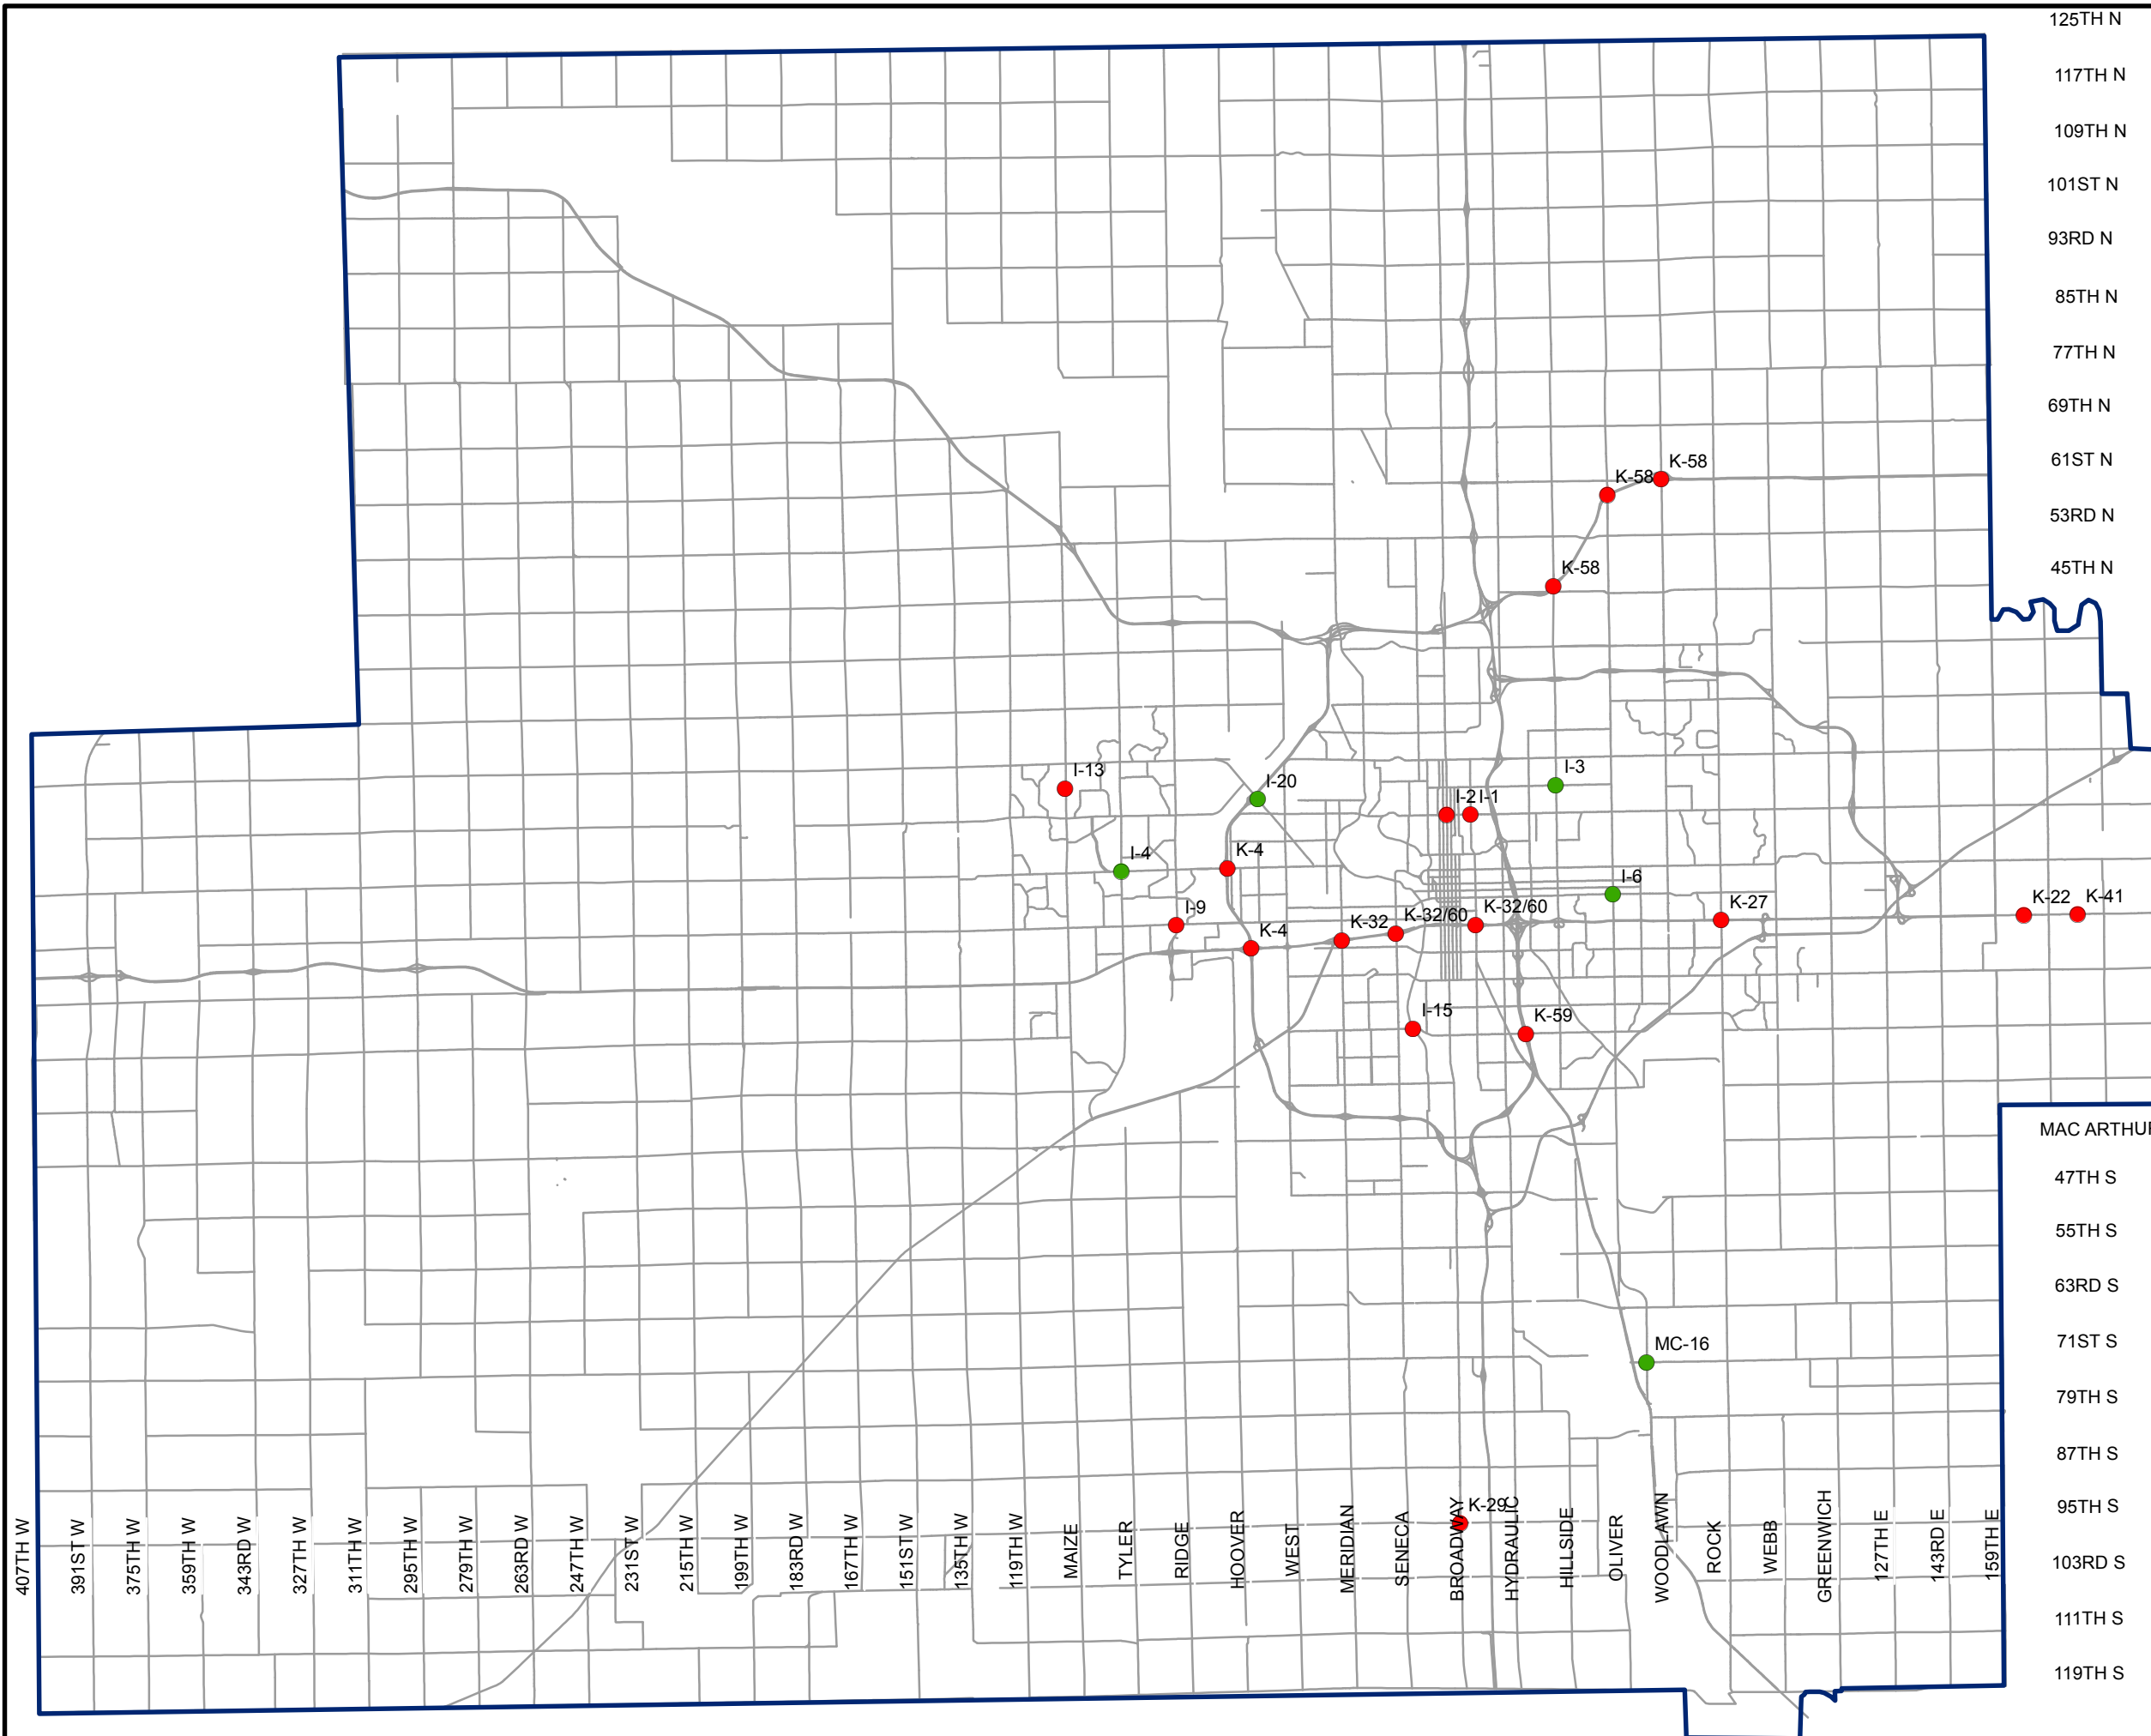 125TH N
117TH N
109TH N
101ST N
93RD N
85TH N
77TH N
69TH N
61ST N
53RD N
45TH N
K-58
K-58
K-58
I-13
I-20
I-3
I-2
I-1
I-4
K-4
I-6
I-9
K-4
K-32
K-32/60
K-32/60
K-27
K-22
K-41
I-15
K-59
MAC ARTHUR
47TH S
55TH S
63RD S
71ST S
79TH S
87TH S
95TH S
103RD S
111TH S
119TH S
MC-16
K-29
407TH W
391ST W
375TH W
359TH W
343RD W
327TH W
311TH W
295TH W
279TH W
263RD W
247TH W
231ST W
215TH W
199TH W
183RD W
167TH W
151ST W
135TH W
119TH W
MAIZE
TYLER
RIDGE
HOOVER
WEST
MERIDIAN
SENECA
BROADWAY
HYDRAULIC
HILLSIDE
OLIVER
WOODLAWN
ROCK
WEBB
GREENWICH
127TH E
143RD E
159TH E